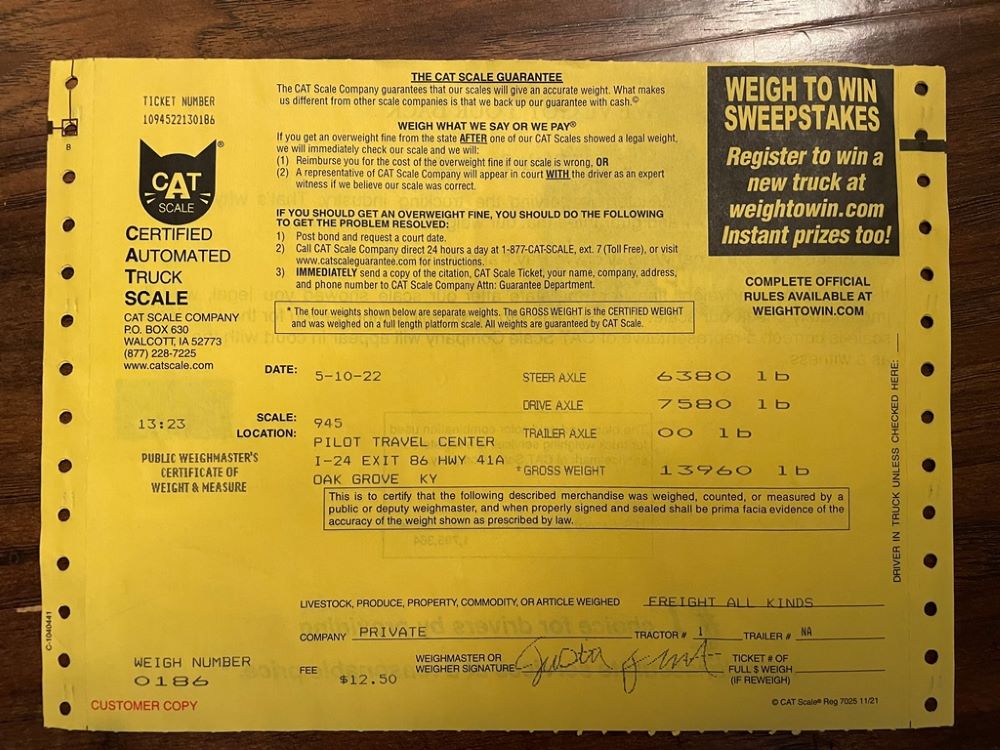 TICKET NUMBER
1094522130186
CAT
SCALE
®
CERTIFIED
AUTOMATED
TRUCK
SCALE
CAT SCALE COMPANY
P.O. BOX 630
WALCOTT, IA 52773
(877) 228-7225
www.catscale.com
THE CAT SCALE GUARANTEE
The CAT Scale Company guarantees that our scales will give an accurate weight. What makes
us different from other scale companies is that we back up our guarantee with cash.©
WEIGH WHAT WE SAY OR WE PAY®
If you get an overweight fine from the state AFTER one of our CAT Scales showed a legal weight,
we will immediately check our scale and we will:
(1) Reimburse you for the cost of the overweight fine if our scale is wrong, OR
(2) A representative of CAT Scale Company will appear in court WITH the driver as an expert
witness if we believe our scale was correct.
IF YOU SHOULD GET AN OVERWEIGHT FINE, YOU SHOULD DO THE FOLLOWING
TO GET THE PROBLEM RESOLVED:
1) Post bond and request a court date.
2) Call CAT Scale Company direct 24 hours a day at 1-877-CAT-SCALE, ext. 7 (Toll Free), or visit
www.catscaleguarantee.com for instructions.
3) IMMEDIATELY send a copy of the citation, CAT Scale Ticket, your name, company, address,
and phone number to CAT Scale Company Attn: Guarantee Department.
* The four weights shown below are separate weights. The GROSS WEIGHT is the CERTIFIED WEIGHT
and was weighed on a full length platform scale. All weights are guaranteed by CAT Scale.
WEIGH TO WIN
SWEEPSTAKES
Register to win a
new truck at
weightowin.com
Instant prizes too!
COMPLETE OFFICIAL
RULES AVAILABLE AT
WEIGHTOWIN.COM
DATE: 5-10-22
13:23
SCALE: 945
LOCATION: PILOT TRAVEL CENTER
I-24 EXIT 86 HWY 41A
OAK GROVE KY
STEER AXLE 6380 lb
DRIVE AXLE 7580 lb
TRAILER AXLE 00 lb
*GROSS WEIGHT 13960 lb
PUBLIC WEIGHMASTER'S
CERTIFICATE OF
WEIGHT & MEASURE
This is to certify that the following described merchandise was weighed, counted, or measured by a
public or deputy weighmaster, and when properly signed and sealed shall be prima facia evidence of the
accuracy of the weight shown as prescribed by law.
DRIVER IN TRUCK UNLESS CHECKED HERE:
LIVESTOCK, PRODUCE, PROPERTY, COMMODITY, OR ARTICLE WEIGHED FREIGHT ALL KINDS
COMPANY PRIVATE TRACTOR # 1 TRAILER # NA
WEIGH NUMBER
0186
FEE $12.50
WEIGHMASTER OR
WEIGHER SIGNATURE
TICKET # OF
FULL $ WEIGH
(IF REWEIGH)
CUSTOMER COPY
© CAT Scale® Reg 7025 11/21
C-1040441
B